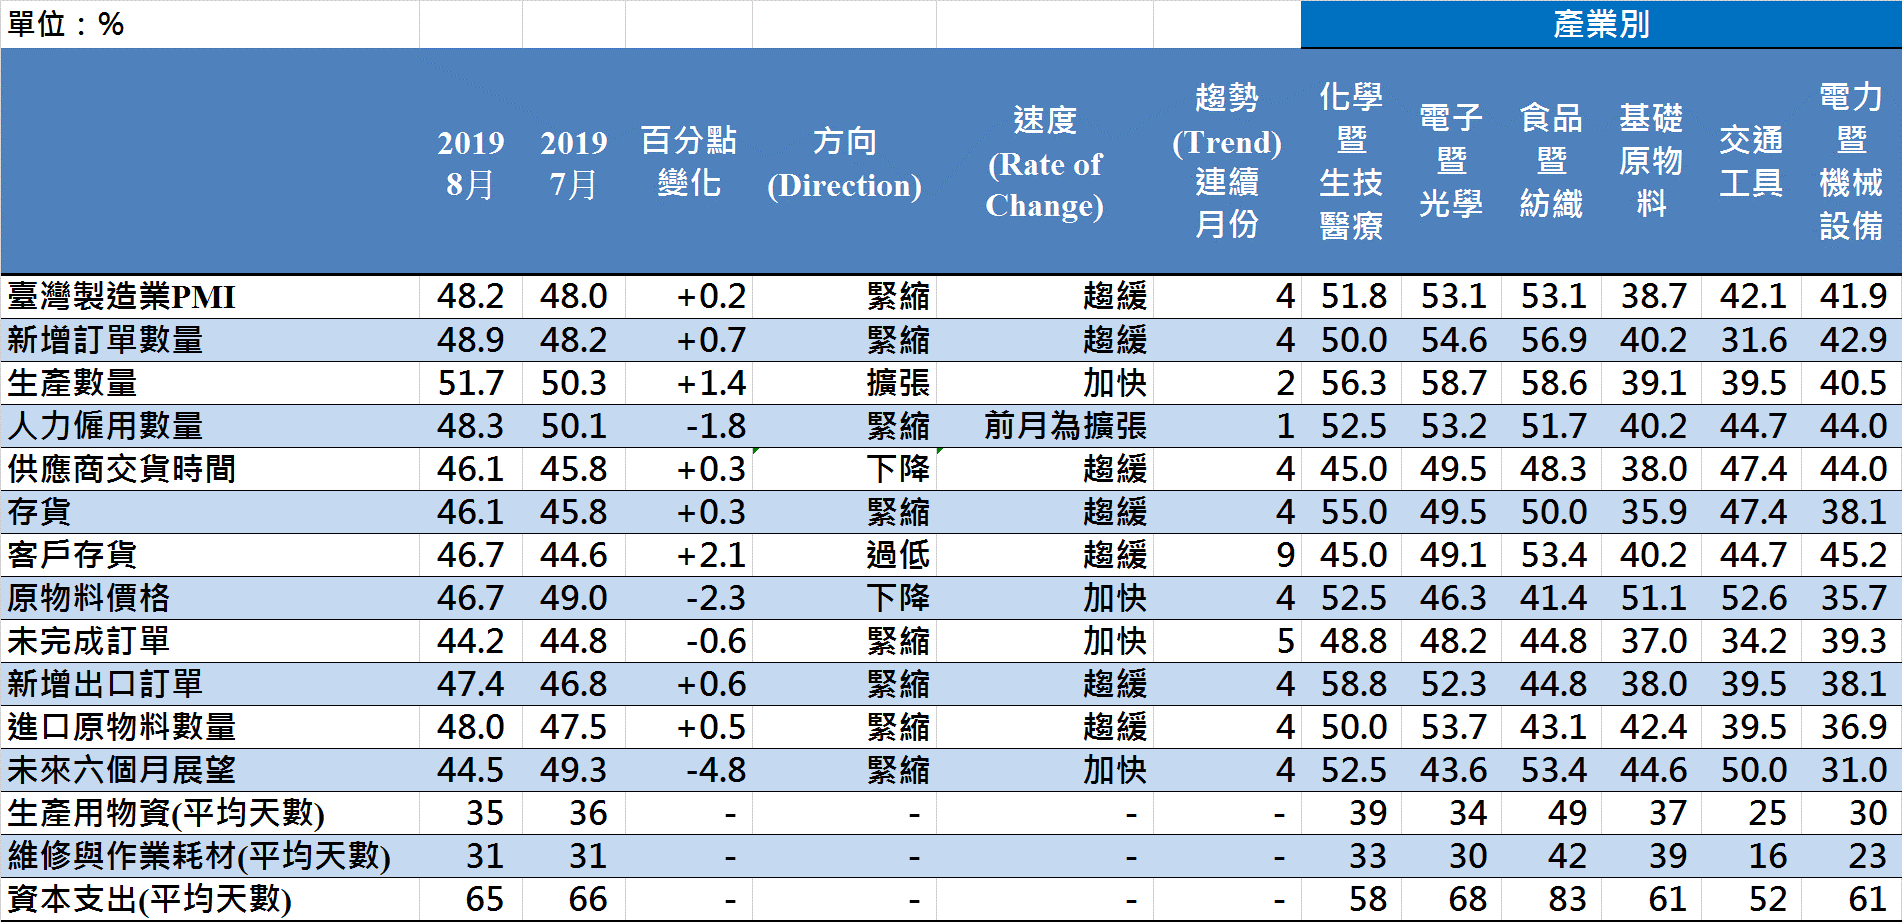 單位：% 產業別
2019 8月 2019 7月 百分點變化 方向(Direction) 速度(Rate of Change) 趨勢(Trend)連續月份 化學暨生技醫療 電子暨光學 食品暨紡織 基礎原物料 交通工具 電力暨機械設備
臺灣製造業PMI 48.2 48.0 +0.2 緊縮 趨緩 4 51.8 53.1 53.1 38.7 42.1 41.9
新增訂單數量 48.9 48.2 +0.7 緊縮 趨緩 4 50.0 54.6 56.9 40.2 31.6 42.9
生產數量 51.7 50.3 +1.4 擴張 加快 2 56.3 58.7 58.6 39.1 39.5 40.5
人力僱用數量 48.3 50.1 -1.8 緊縮 前月為擴張 1 52.5 53.2 51.7 40.2 44.7 44.0
供應商交貨時間 46.1 45.8 +0.3 下降 趨緩 4 45.0 49.5 48.3 38.0 47.4 44.0
存貨 46.1 45.8 +0.3 緊縮 趨緩 4 55.0 49.5 50.0 35.9 47.4 38.1
客戶存貨 46.7 44.6 +2.1 過低 趨緩 9 45.0 49.1 53.4 40.2 44.7 45.2
原物料價格 46.7 49.0 -2.3 下降 加快 4 52.5 46.3 41.4 51.1 52.6 35.7
未完成訂單 44.2 44.8 -0.6 緊縮 加快 5 48.8 48.2 44.8 37.0 34.2 39.3
新增出口訂單 47.4 46.8 +0.6 緊縮 趨緩 4 58.8 52.3 44.8 38.0 39.5 38.1
進口原物料數量 48.0 47.5 +0.5 緊縮 趨緩 4 50.0 53.7 43.1 42.4 39.5 36.9
未來六個月展望 44.5 49.3 -4.8 緊縮 加快 4 52.5 43.6 53.4 44.6 50.0 31.0
生產用物資(平均天數) 35 36 - - - - 39 34 49 37 25 30
維修與作業耗材(平均天數) 31 31 - - - - 33 30 42 39 16 23
資本支出(平均天數) 65 66 - - - - 58 68 83 61 52 61